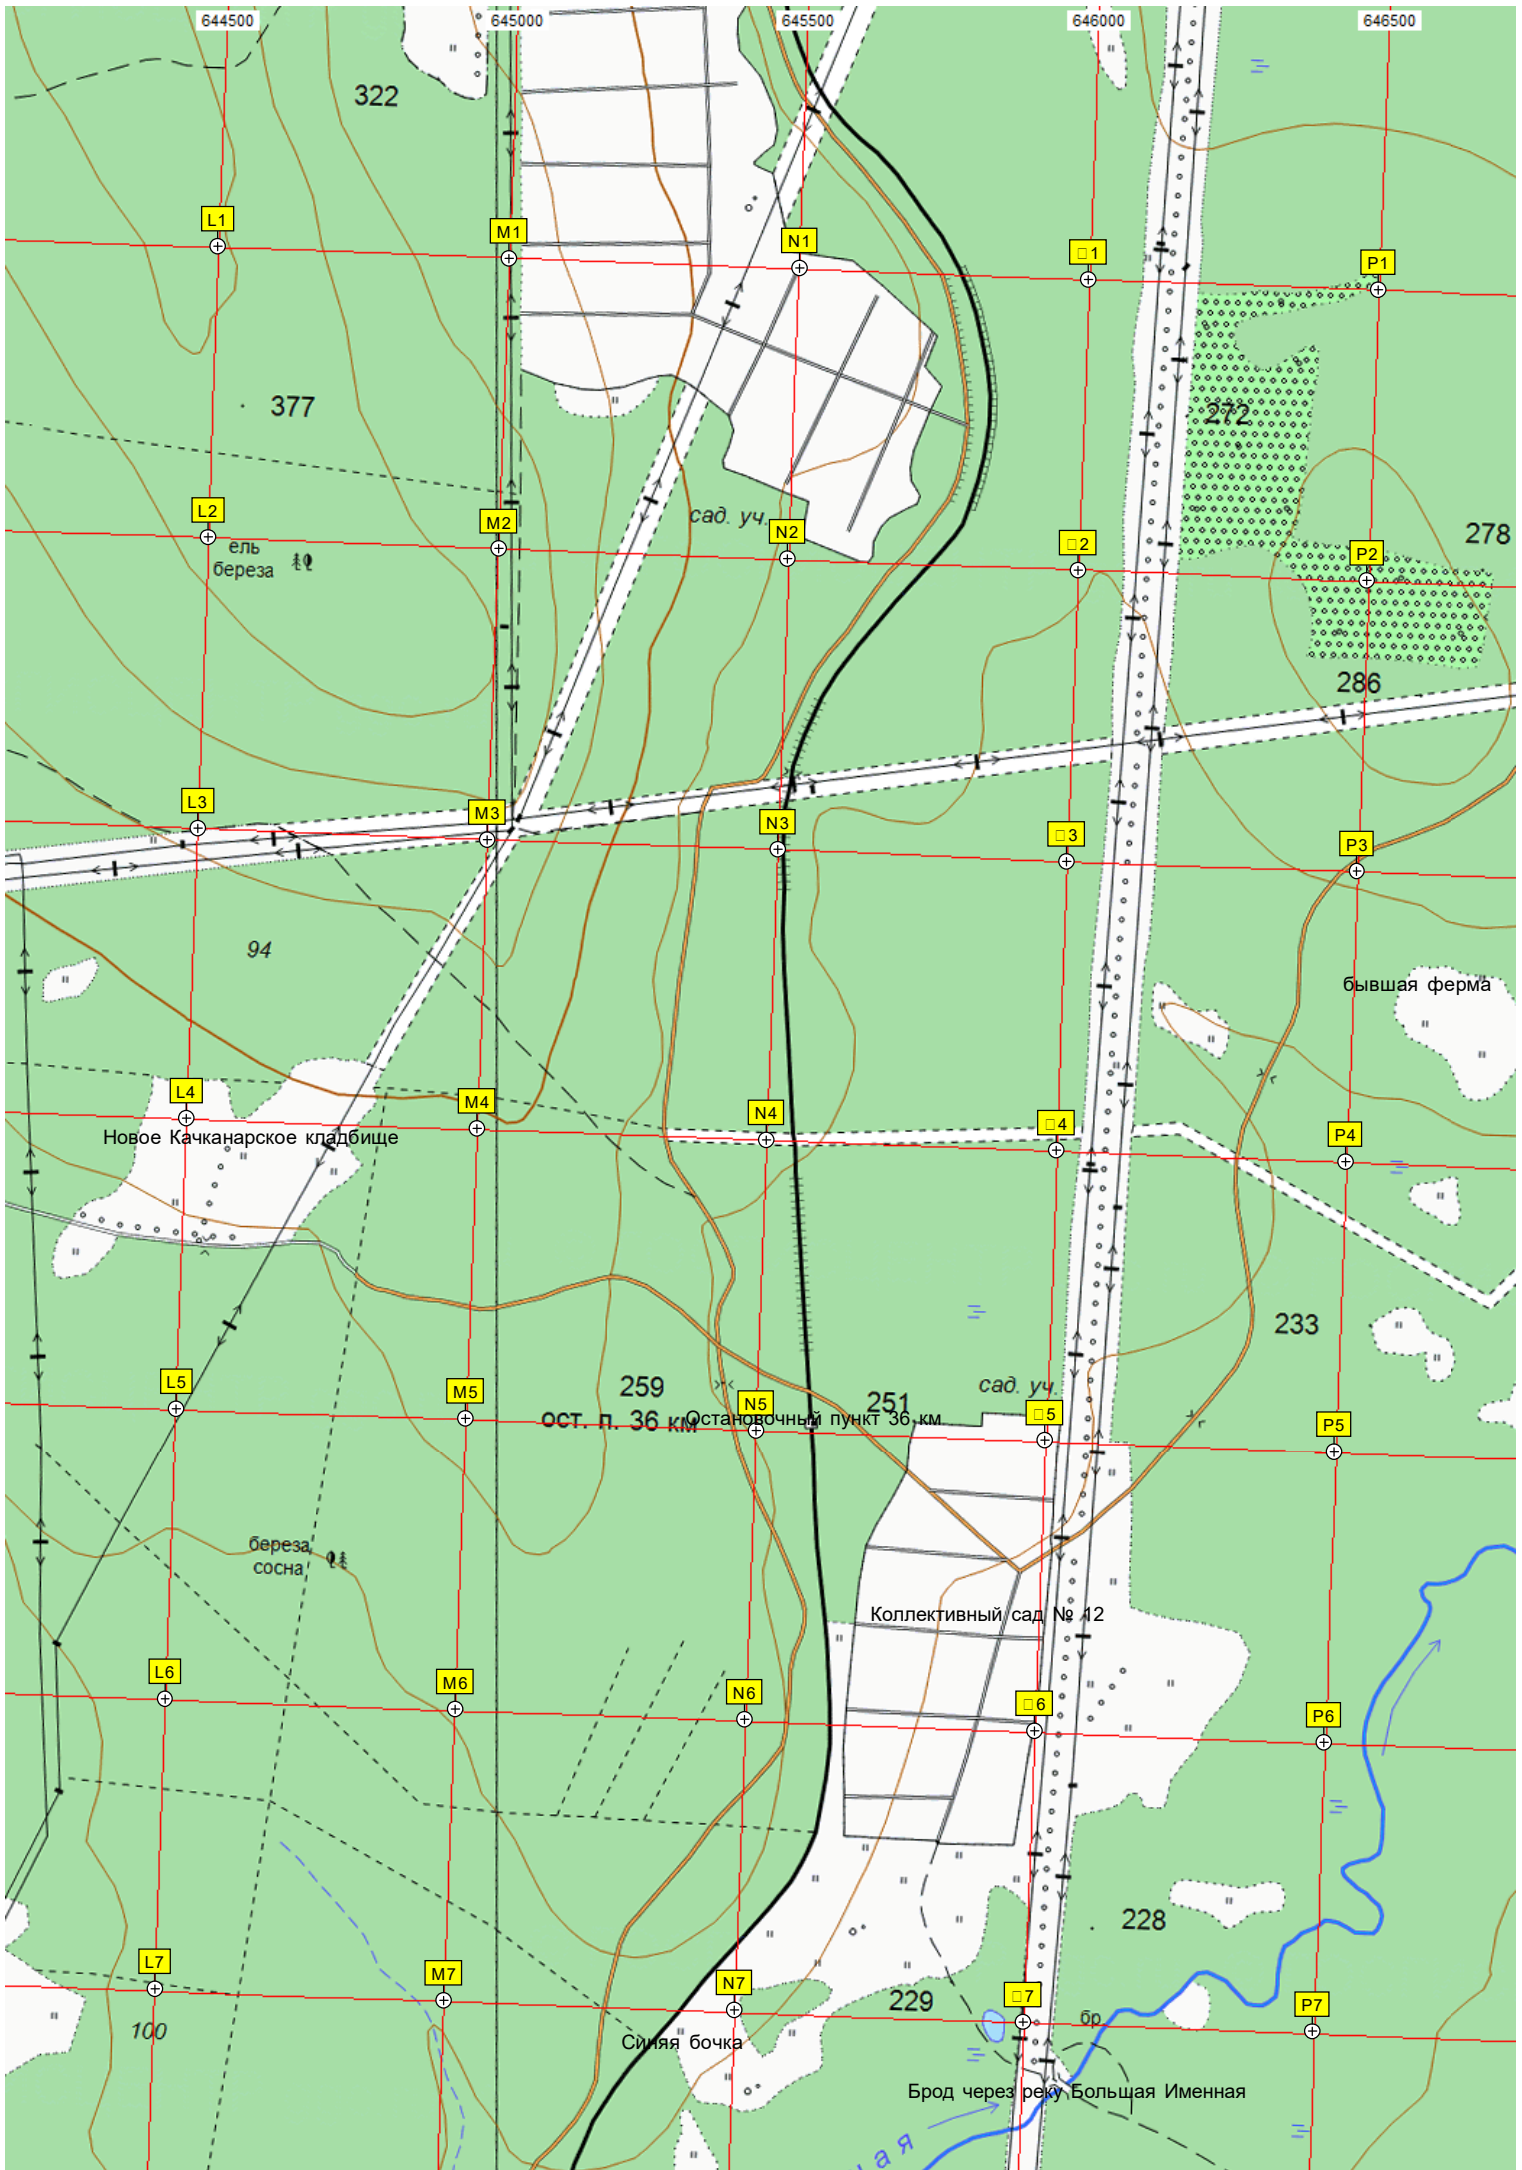 644500 645000 645500 646000 646500
322
L1 M1 N1 □1 P1
377
272
L2 M2 N2 □2 P2
сад. уч.
278
ель
береза
286
L3 M3 N3 □3 P3
94
бывшая ферма
L4 M4 N4 □4 P4
Новое Качканарское кладбище
233
259
251
сад. уч.
L5 M5 N5 □5 P5
ост. п. 36 км
Остановочный пункт 36 км
береза
сосна
Коллективный сад № 12
L6 M6 N6 □6 P6
228
L7 M7 N7 □7 P7
229
бр
100
Синяя бочка
Брод через реку Большая Именная
ная